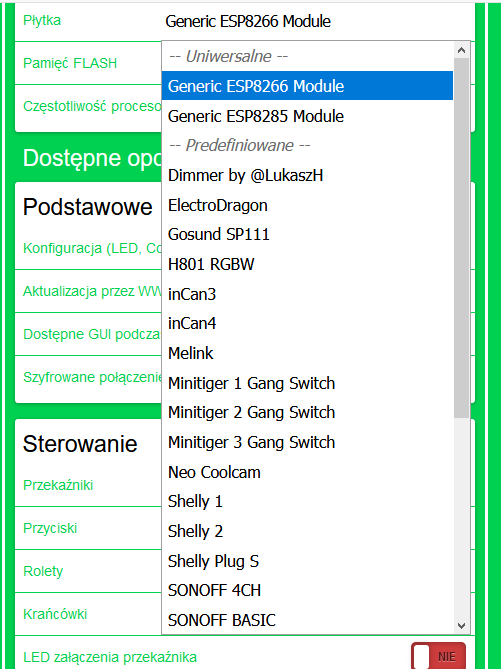 Płytka
Generic ESP8266 Module
Pamięć FLASH
Częstotliwość proceso
-- Uniwersalne --
Generic ESP8266 Module
Generic ESP8285 Module
-- Predefiniowane --
Dimmer by @LukaszH
ElectroDragon
Gosund SP111
H801 RGBW
inCan3
inCan4
Melink
Minitiger 1 Gang Switch
Minitiger 2 Gang Switch
Minitiger 3 Gang Switch
Neo Coolcam
Shelly 1
Shelly 2
Shelly Plug S
SONOFF 4CH
SONOFF BASIC
Dostępne opc
Podstawowe
Konfiguracja (LED, Co
Aktualizacja przez WW
Dostępne GUI podcza
Szyfrowane połączenie
Sterowanie
Przekaźniki
Przyciski
Rolety
Krańcówki
LED załączenia przekaźnika
NIE